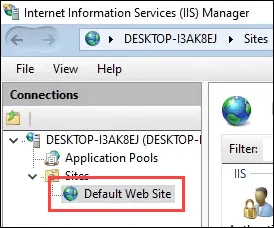 Internet Information Services (IIS) Manager
DESKTOP-I3AK8EJ
Sites
File
View
Help
Connections
DESKTOP-I3AK8EJ (DESKTOP-I
Application Pools
Sites
Default Web Site
Filter:
IIS